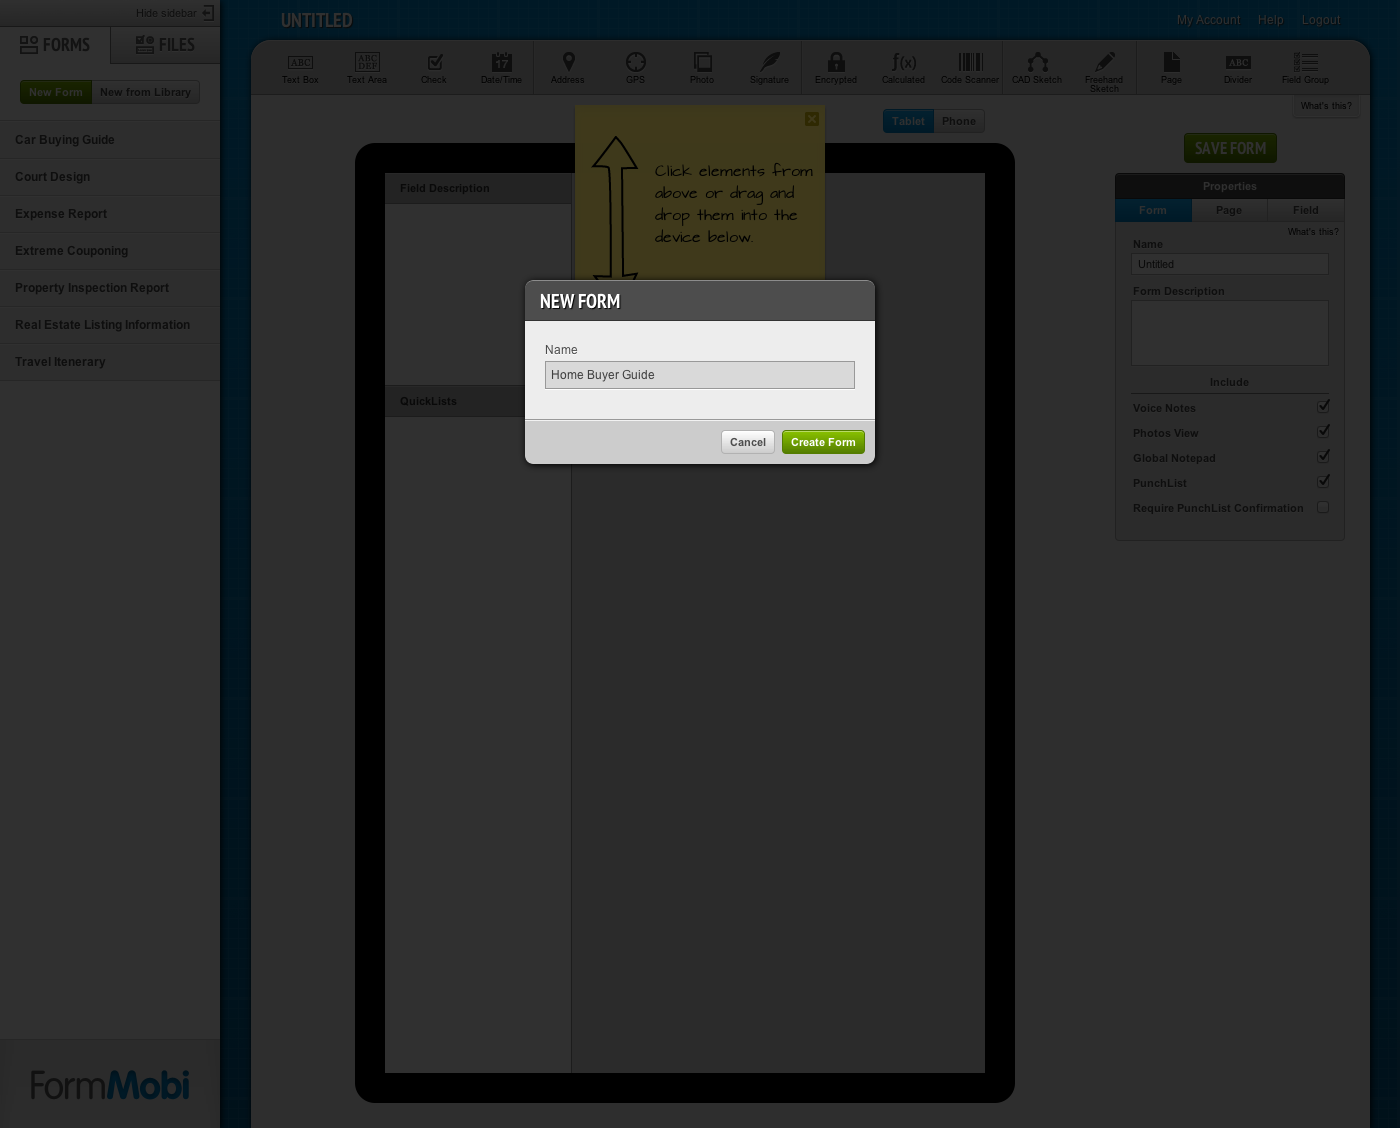 Hide sidebar
FORMS
FILES
New Form
New from Library
Car Buying Guide
Court Design
Expense Report
Extreme Couponing
Property Inspection Report
Real Estate Listing Information
Travel Itenerary
FormMobi
UNTITLED
My Account
Help
Logout
ABC
Text Box
ABC
DEF
Text Area
Check
17
Date/Time
Address
GPS
Photo
Signature
Encrypted
f(x)
Calculated
Code Scanner
CAD Sketch
Freehand
Sketch
Page
ABC
Divider
Field Group
What's this?
Tablet
Phone
Click elements from
above or drag and
drop them into the
device below.
Field Description
QuickLists
NEW FORM
Name
Home Buyer Guide
Cancel
Create Form
SAVE FORM
Properties
Form
Page
Field
What's this?
Name
Untitled
Form Description
Include
Voice Notes
Photos View
Global Notepad
PunchList
Require PunchList Confirmation